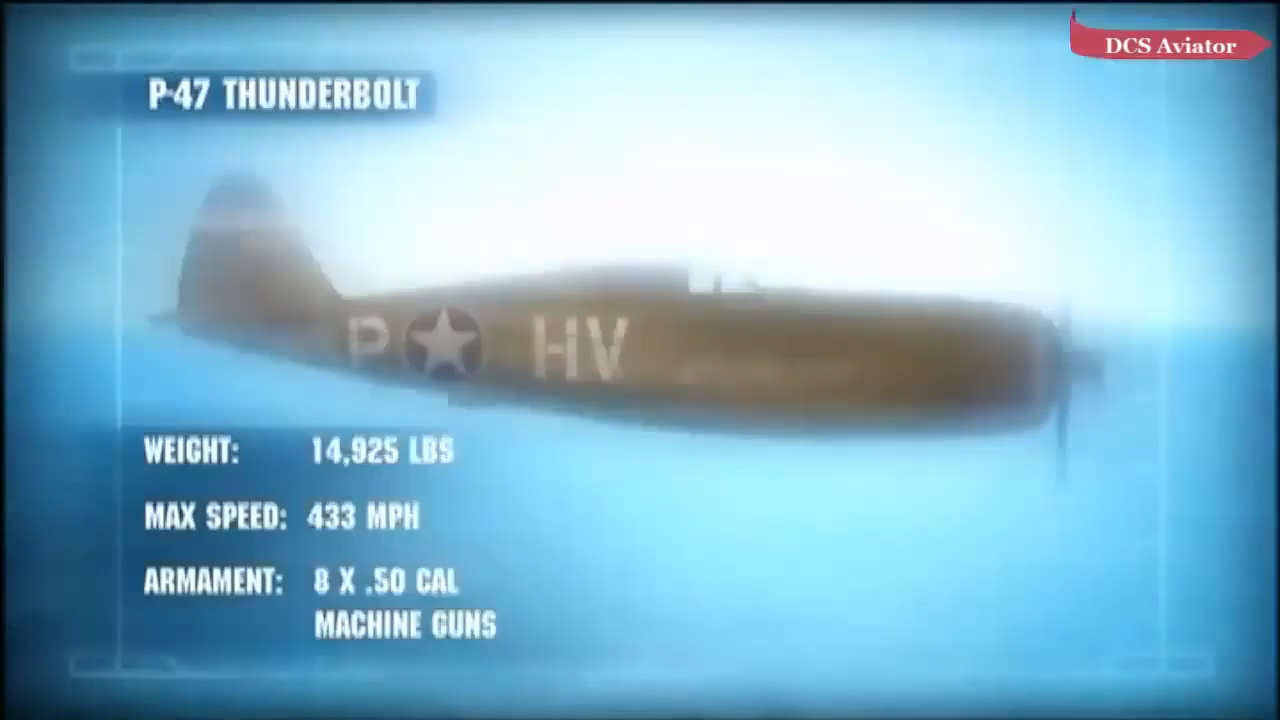 DCS Aviator
P-47 THUNDERBOLT
P HV
WEIGHT: 14,925 LBS
MAX SPEED: 433 MPH
ARMAMENT: 8 X .50 CAL
MACHINE GUNS